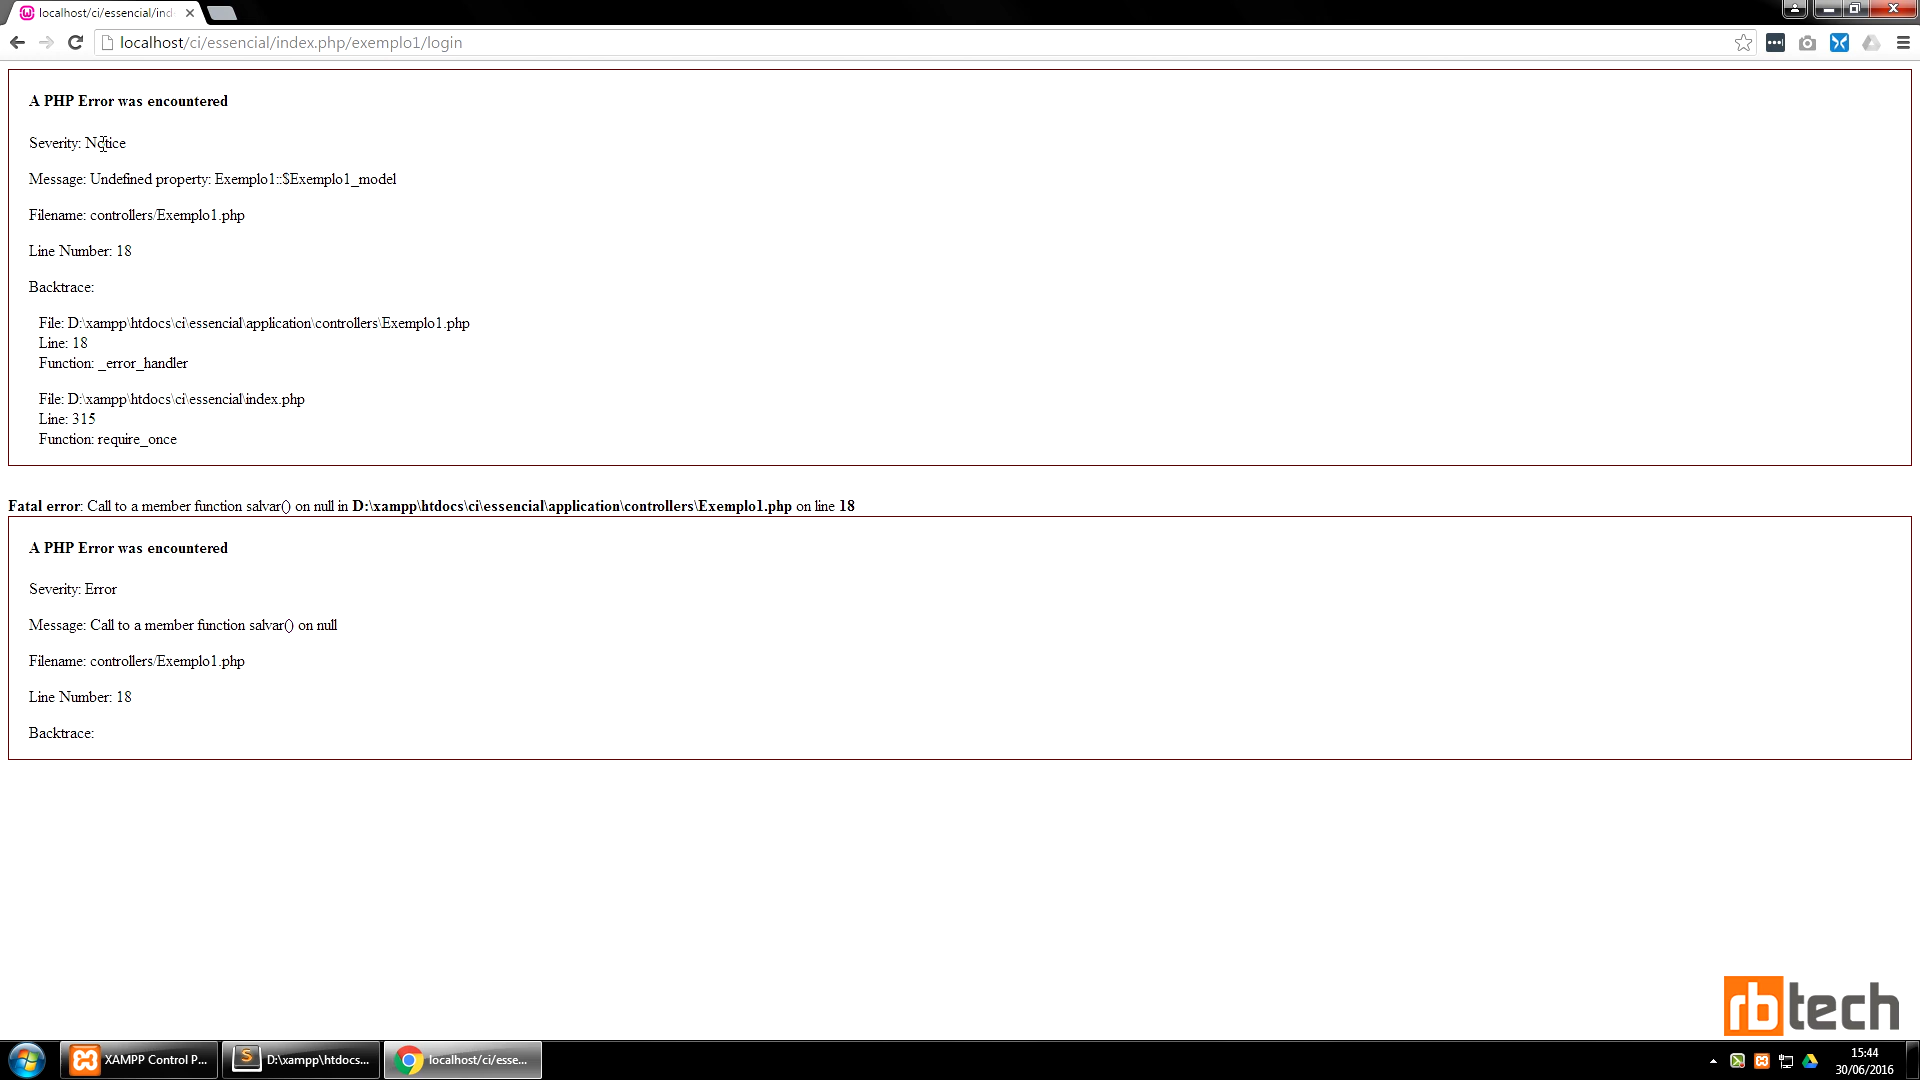 localhost/ci/essencial/ind
localhost/ci/essencial/index.php/exemplo1/login
A PHP Error was encountered
Severity: Notice
Message: Undefined property: Exemplo1::$Exemplo1_model
Filename: controllers/Exemplo1.php
Line Number: 18
Backtrace:
File: D:\xampp\htdocs\ci\essencial\application\controllers\Exemplo1.php
Line: 18
Function: _error_handler
File: D:\xampp\htdocs\ci\essencial\index.php
Line: 315
Function: require_once
Fatal error: Call to a member function salvar() on null in D:\xampp\htdocs\ci\essencial\application\controllers\Exemplo1.php on line 18
A PHP Error was encountered
Severity: Error
Message: Call to a member function salvar() on null
Filename: controllers/Exemplo1.php
Line Number: 18
Backtrace:
rbtech
XAMPP Control P...
D:\xampp\htdocs...
localhost/ci/esse...
15:44
30/06/2016